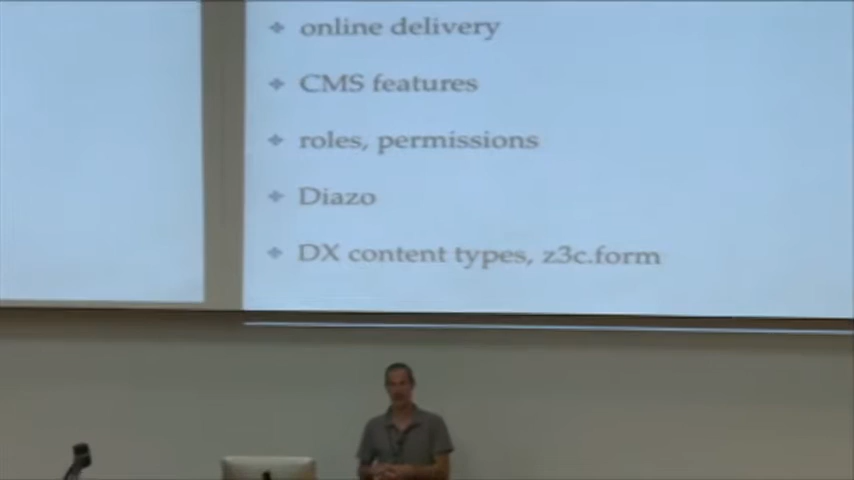 online delivery
CMS features
roles, permissions
Diazo
DX content types, z3c.form